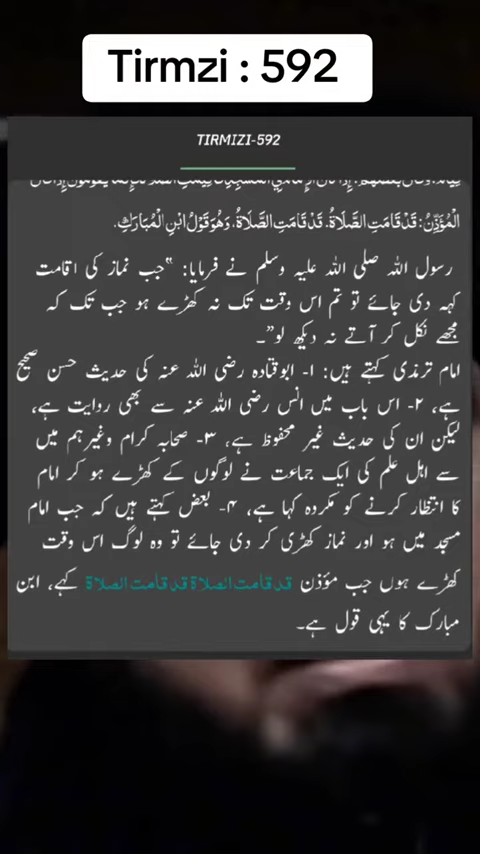 Tirmzi : 592
TIRMIZI-592
الْمُؤَذِّنُ: قَدْ قَامَتِ الصَّلَاةُ، قَدْ قَامَتِ الصَّلَاةُ، وَهُوَ قَوْلُ ابْنِ الْمُبَارَكِ.
رسول اللہ صلی اللہ علیہ وسلم نے فرمایا: ”جب نماز کی اقامت
کہہ دی جائے تو تم اس وقت تک نہ کھڑے ہو جب تک کہ
مجھے نکل کر آتے نہ دیکھ لو“۔
امام ترمذی کہتے ہیں: ۱- ابوقتادہ رضی اللہ عنہ کی حدیث حسن صحیح
ہے، ۲- اس باب میں انس رضی اللہ عنہ سے بھی روایت ہے،
لیکن ان کی حدیث غیر محفوظ ہے، ۳- صحابہ کرام وغیرہم میں
سے اہل علم کی ایک جماعت نے لوگوں کے کھڑے ہو کر امام
کا انتظار کرنے کو مکروہ کہا ہے، ۴- بعض کہتے ہیں کہ جب امام
مسجد میں ہو اور نماز کھڑی کر دی جائے تو وہ لوگ اس وقت
کھڑے ہوں جب مؤذن قد قامت الصلاة قد قامت الصلاة کہے، ابن
مبارک کا یہی قول ہے۔